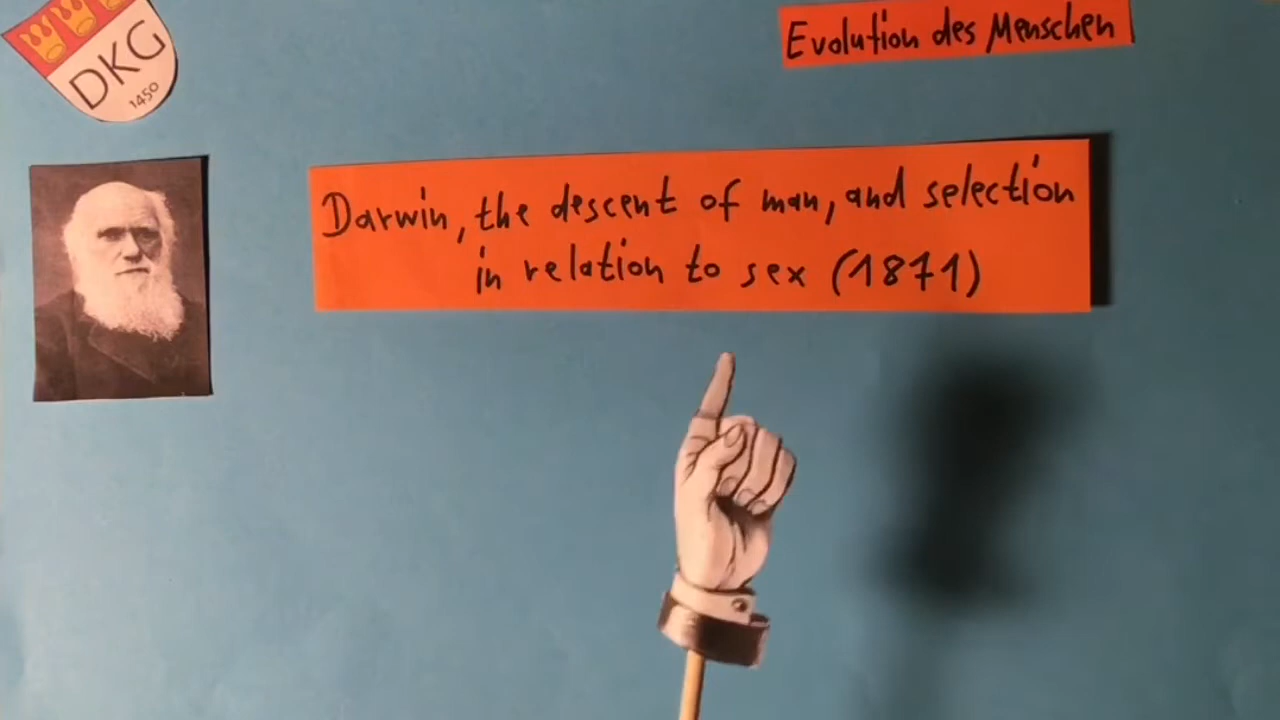 DKG
1450
Evolution des Menschen
Darwin, the descent of man, and selection
in relation to sex (1871)